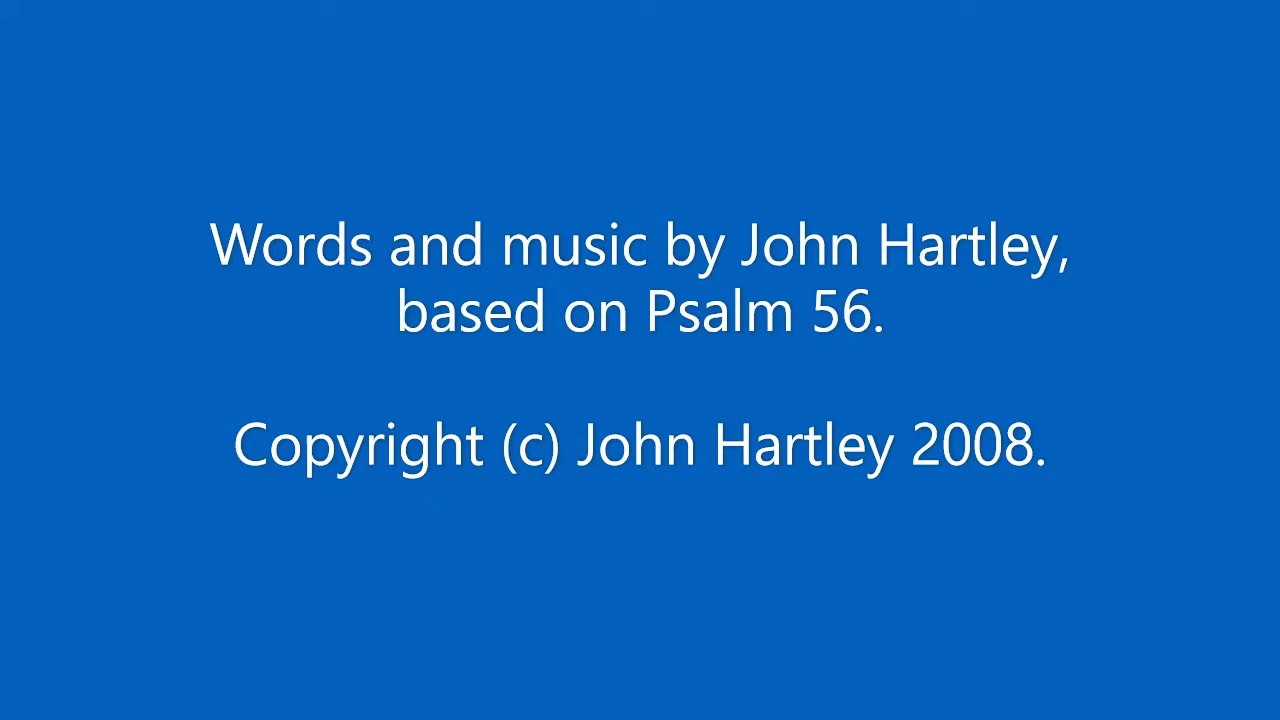 Words and music by John Hartley,
based on Psalm 56.
Copyright (c) John Hartley 2008.